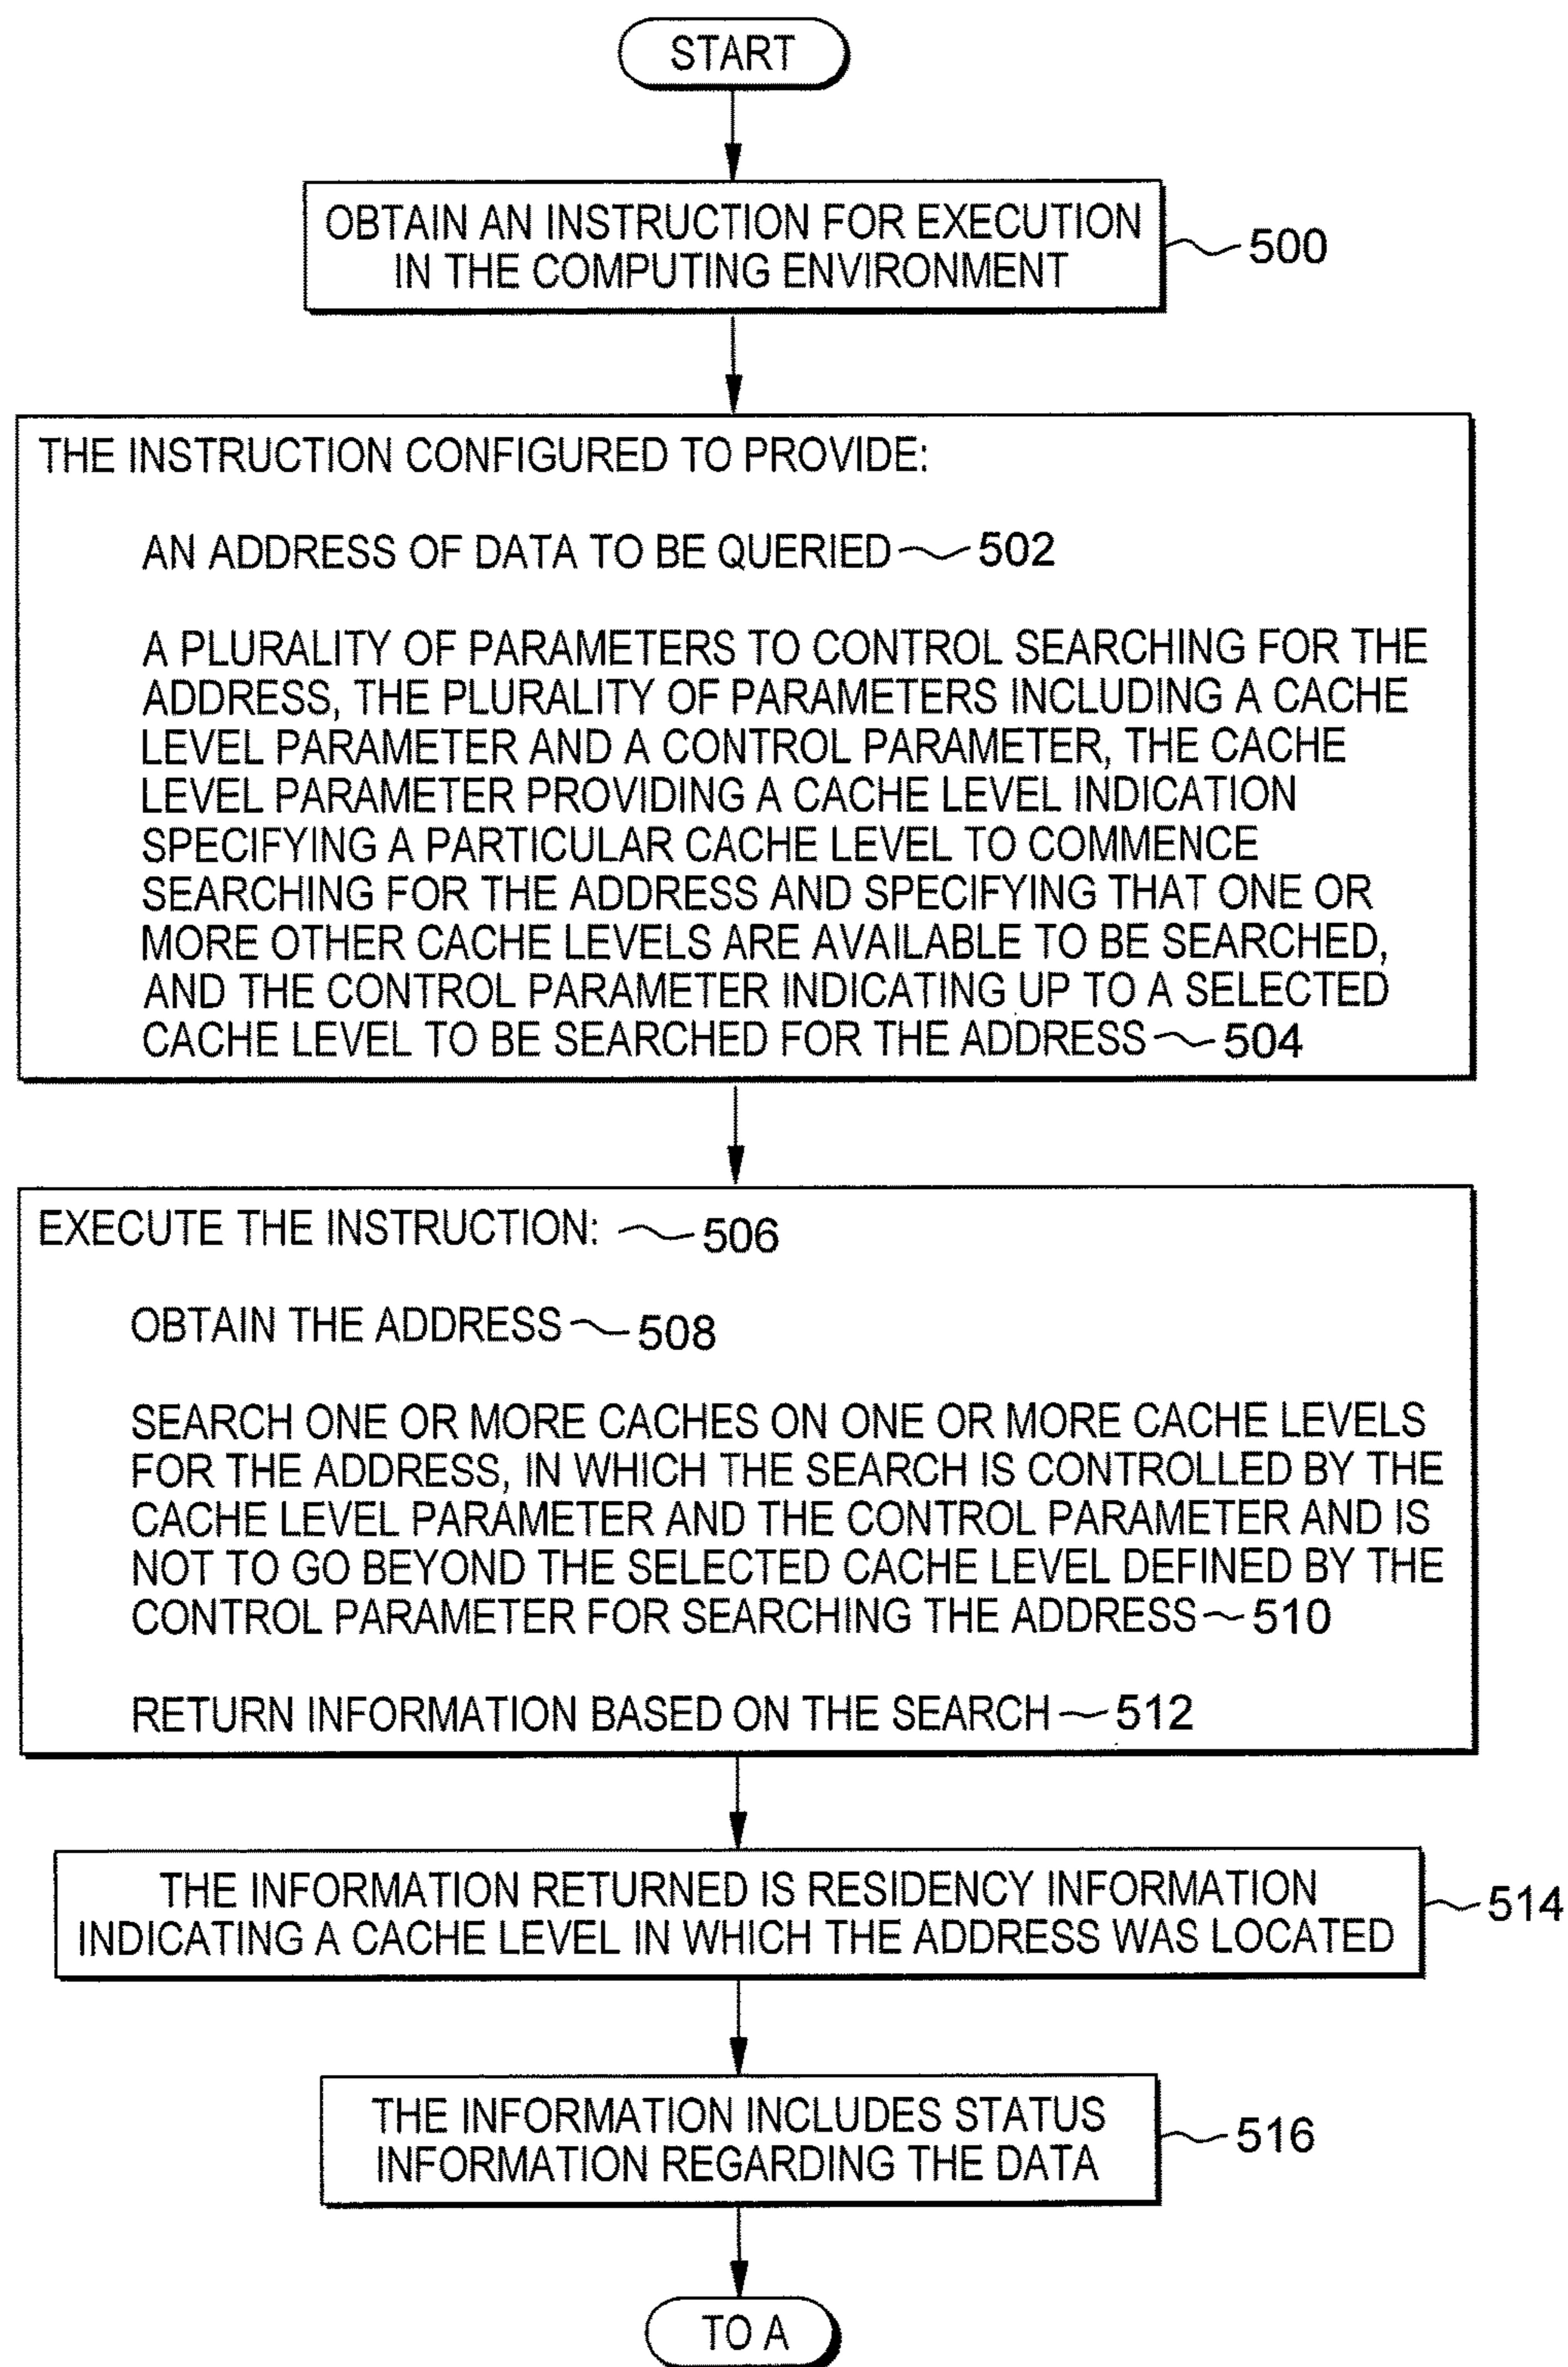 START
OBTAIN AN INSTRUCTION FOR EXECUTION
IN THE COMPUTING ENVIRONMENT
500
THE INSTRUCTION CONFIGURED TO PROVIDE:
AN ADDRESS OF DATA TO BE QUERIED 502
A PLURALITY OF PARAMETERS TO CONTROL SEARCHING FOR THE
ADDRESS, THE PLURALITY OF PARAMETERS INCLUDING A CACHE
LEVEL PARAMETER AND A CONTROL PARAMETER, THE CACHE
LEVEL PARAMETER PROVIDING A CACHE LEVEL INDICATION
SPECIFYING A PARTICULAR CACHE LEVEL TO COMMENCE
SEARCHING FOR THE ADDRESS AND SPECIFYING THAT ONE OR
MORE OTHER CACHE LEVELS ARE AVAILABLE TO BE SEARCHED,
AND THE CONTROL PARAMETER INDICATING UP TO A SELECTED
CACHE LEVEL TO BE SEARCHED FOR THE ADDRESS 504
EXECUTE THE INSTRUCTION: 506
OBTAIN THE ADDRESS 508
SEARCH ONE OR MORE CACHES ON ONE OR MORE CACHE LEVELS
FOR THE ADDRESS, IN WHICH THE SEARCH IS CONTROLLED BY THE
CACHE LEVEL PARAMETER AND THE CONTROL PARAMETER AND IS
NOT TO GO BEYOND THE SELECTED CACHE LEVEL DEFINED BY THE
CONTROL PARAMETER FOR SEARCHING THE ADDRESS 510
RETURN INFORMATION BASED ON THE SEARCH 512
THE INFORMATION RETURNED IS RESIDENCY INFORMATION
INDICATING A CACHE LEVEL IN WHICH THE ADDRESS WAS LOCATED
514
THE INFORMATION INCLUDES STATUS
INFORMATION REGARDING THE DATA
516
TO A